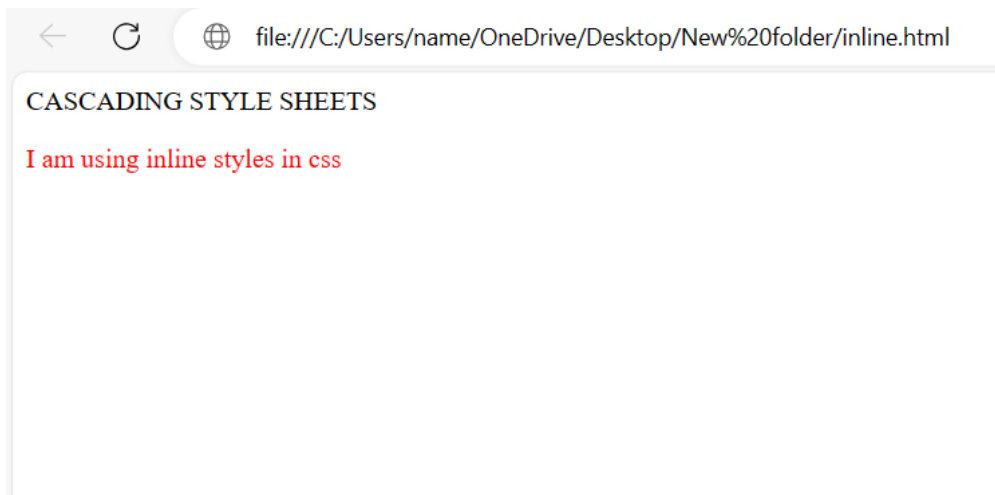 file:///C:/Users/name/OneDrive/Desktop/New%20folder/inline.html
CASCADING STYLE SHEETS
I am using inline styles in css